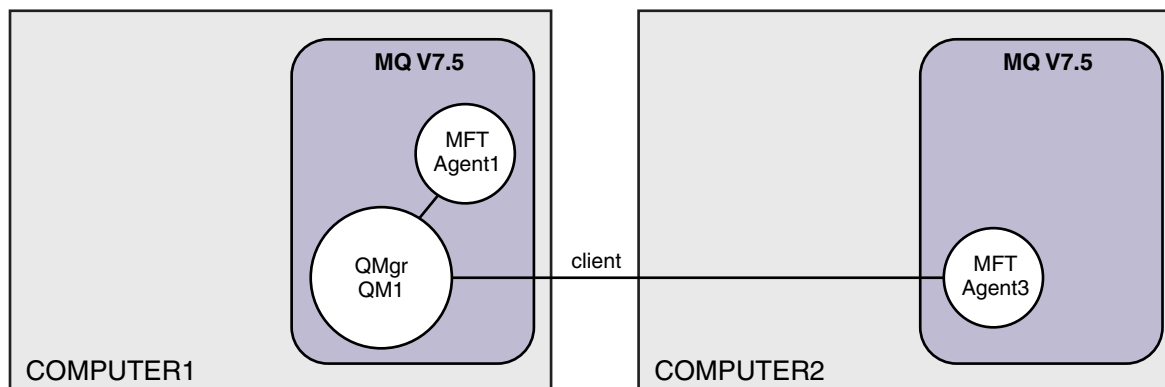 MQ V7.5
MFT
Agent1
QMgr
QM1
COMPUTER1
client
MQ V7.5
MFT
Agent3
COMPUTER2